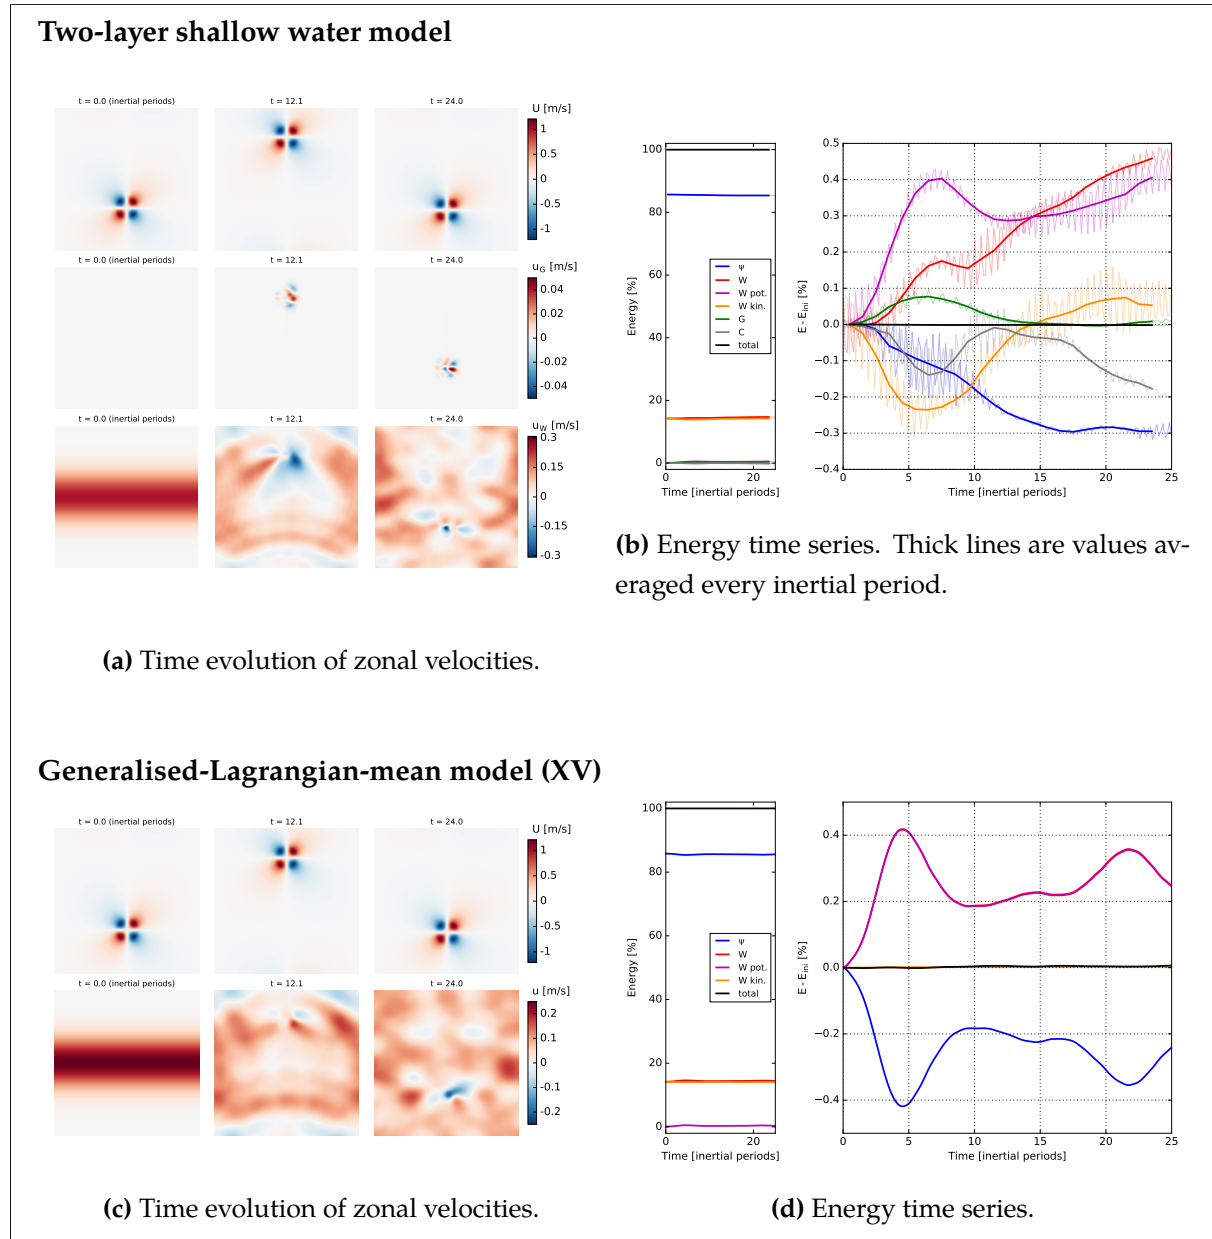 Two-layer shallow water model
t = 0.0 (inertial periods)
t = 12.1
t = 24.0
U [m/s]
1
0.5
0
-0.5
-1
t = 0.0 (inertial periods)
t = 12.1
t = 24.0
u_G [m/s]
0.04
0.02
0
-0.02
-0.04
t = 0.0 (inertial periods)
t = 12.1
t = 24.0
u_W [m/s]
0.3
0.15
0
-0.15
-0.3
(a) Time evolution of zonal velocities.
100
80
60
40
20
0
Energy [%]
0
20
Time [inertial periods]
ψ
W
W pot.
W kin.
G
C
total
0.5
0.4
0.3
0.2
0.1
0.0
−0.1
−0.2
−0.3
−0.4
E - E_ini [%]
0
5
10
15
20
25
Time [inertial periods]
(b) Energy time series. Thick lines are values av-
eraged every inertial period.
Generalised-Lagrangian-mean model (XV)
t = 0.0 (inertial periods)
t = 12.1
t = 24.0
U [m/s]
1
0.5
0
-0.5
-1
t = 0.0 (inertial periods)
t = 12.1
t = 24.0
u [m/s]
0.2
0.1
0
-0.1
-0.2
(c) Time evolution of zonal velocities.
100
80
60
40
20
0
Energy [%]
0
20
Time [inertial periods]
ψ
W
W pot.
W kin.
total
0.4
0.2
0.0
−0.2
−0.4
E - E_ini [%]
0
5
10
15
20
25
Time [inertial periods]
(d) Energy time series.